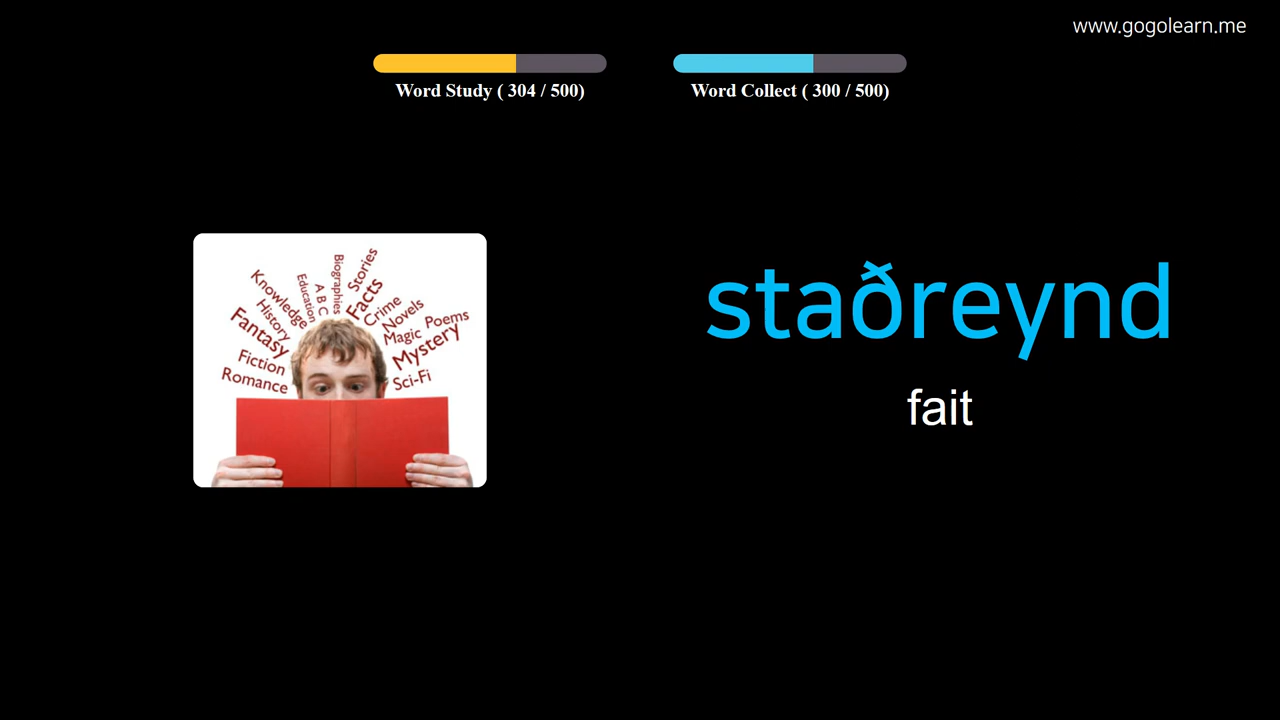 www.gogolearn.me
Word Study ( 304 / 500)
Word Collect ( 300 / 500)
staðreynd
fait
Knowledge
History
Fantasy
Fiction
Romance
Education
A B C
Biographies
Stories
Facts
Crime
Novels
Magic
Poems
Mystery
Sci-Fi